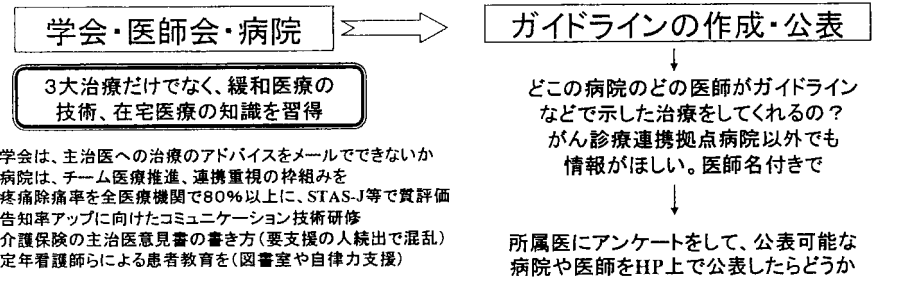 学会・医師会・病院
ガイドラインの作成・公表
3大治療だけでなく、緩和医療の
技術、在宅医療の知識を習得
学会は、主治医への治療のアドバイスをメールでできないか
病院は、チーム医療推進、連携重視の枠組みを
疼痛除痛率を全医療機関で80%以上に、STAS-J等で質評価
告知率アップに向けたコミュニケーション技術研修
介護保険の主治医意見書の書き方(要支援の人続出で混乱)
定年看護師らによる患者教育を(図書室や自律力支援)
どこの病院のどの医師がガイドライン
などで示した治療をしてくれるの?
がん診療連携拠点病院以外でも
情報がほしい。医師名付きで
所属医にアンケートをして、公表可能な
病院や医師をHP上で公表したらどうか